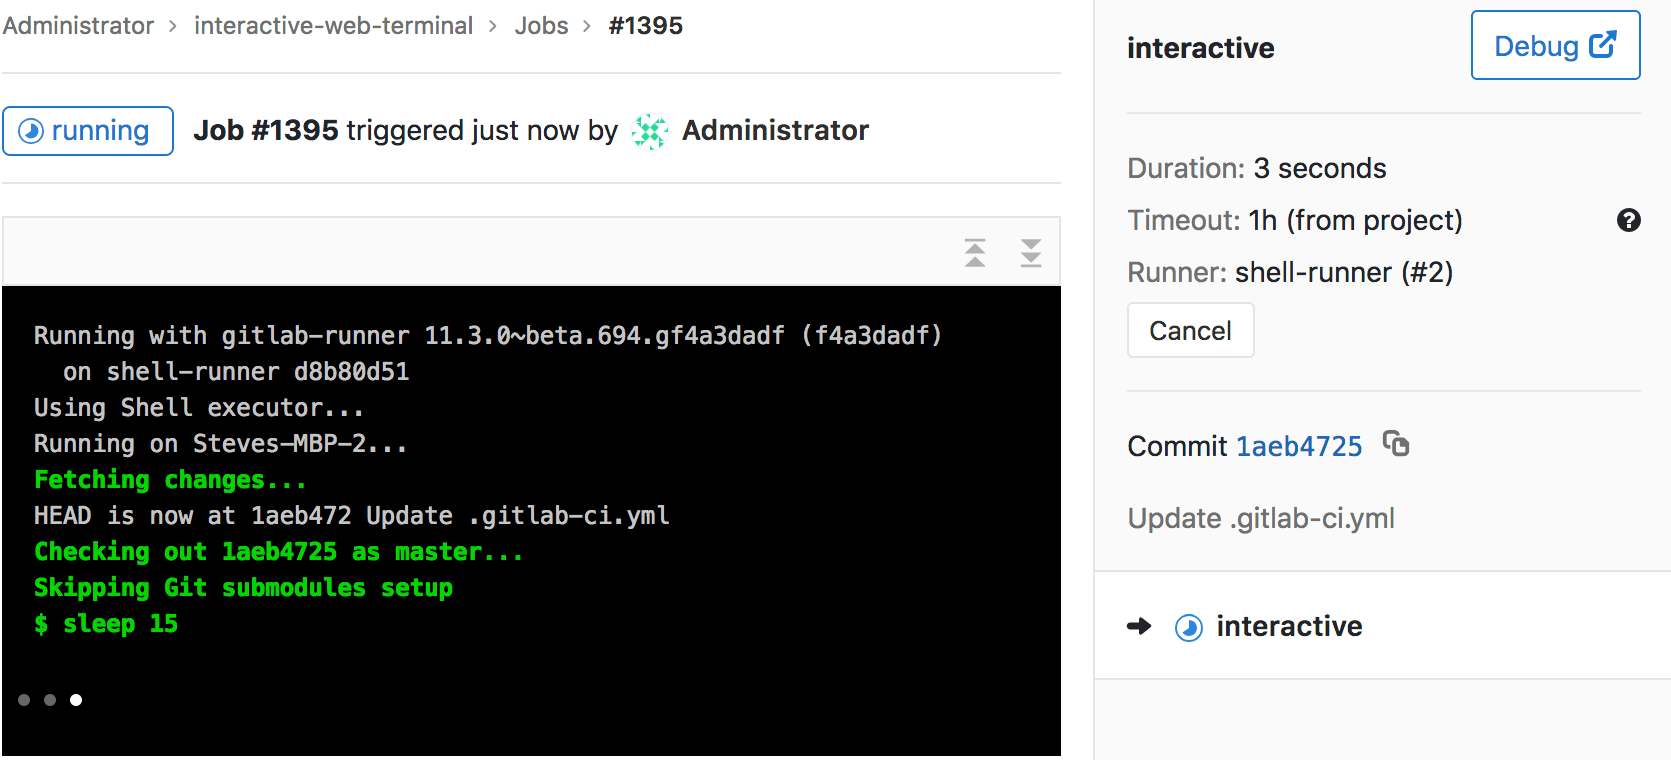 Administrator > interactive-web-terminal > Jobs > #1395
running Job #1395 triggered just now by Administrator
Running with gitlab-runner 11.3.0~beta.694.gf4a3dadf (f4a3dadf)
on shell-runner d8b80d51
Using Shell executor...
Running on Steves-MBP-2...
Fetching changes...
HEAD is now at 1aeb472 Update .gitlab-ci.yml
Checking out 1aeb4725 as master...
Skipping Git submodules setup
$ sleep 15
interactive
Debug
Duration: 3 seconds
Timeout: 1h (from project)
Runner: shell-runner (#2)
Cancel
Commit 1aeb4725
Update .gitlab-ci.yml
interactive